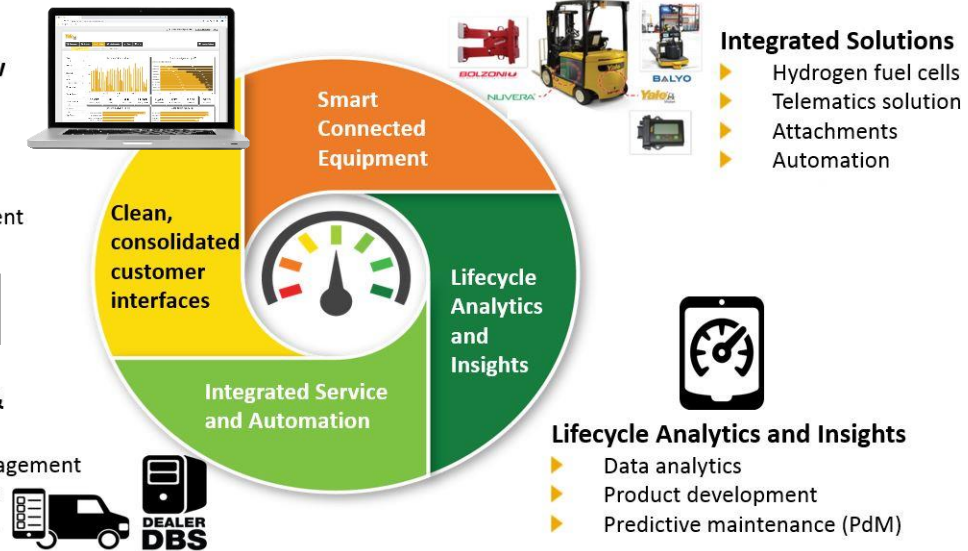 BOLZONI
NUVERA
BALYO
Yale
Integrated Solutions
Hydrogen fuel cells
Telematics solution
Attachments
Automation
Smart
Connected
Equipment
Clean,
consolidated
customer
interfaces
Lifecycle
Analytics
and
Insights
Integrated Service
and Automation
ent
&
agement
DEALER
DBS
Lifecycle Analytics and Insights
Data analytics
Product development
Predictive maintenance (PdM)